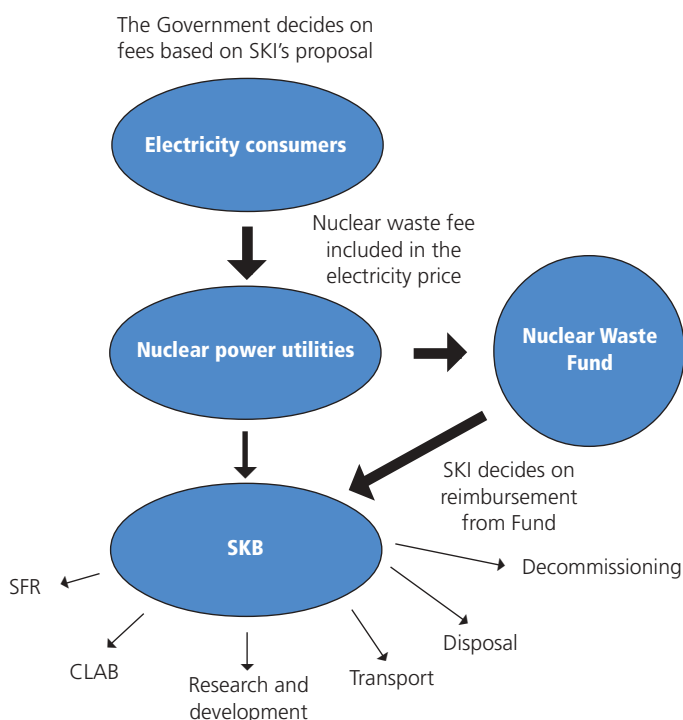 The Government decides on
fees based on SKI’s proposal
Electricity consumers
Nuclear waste fee
included in the
electricity price
Nuclear power utilities
Nuclear Waste
Fund
SKI decides on
reimbursement
from Fund
SKB
Decommissioning
SFR
Disposal
CLAB
Transport
Research and
development